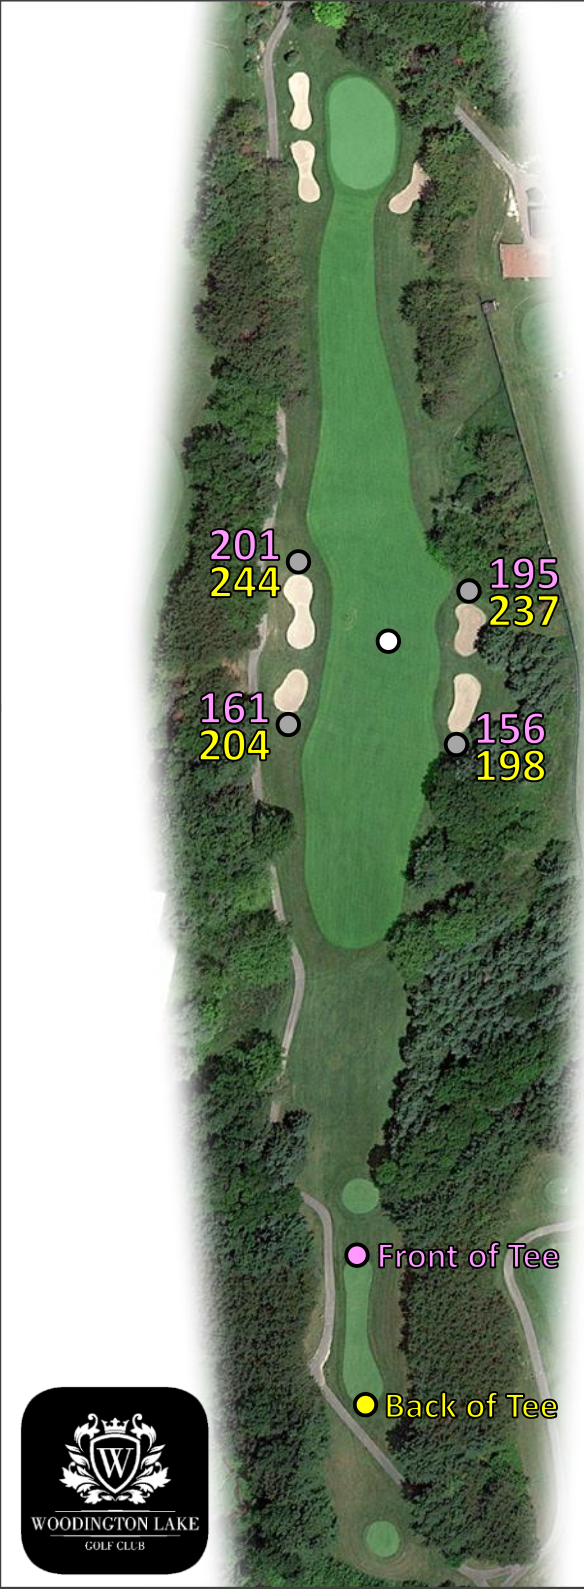 201
244
195
237
161
204
156
198
Front of Tee
Back of Tee
W
WOODINGTON LAKE
GOLF CLUB